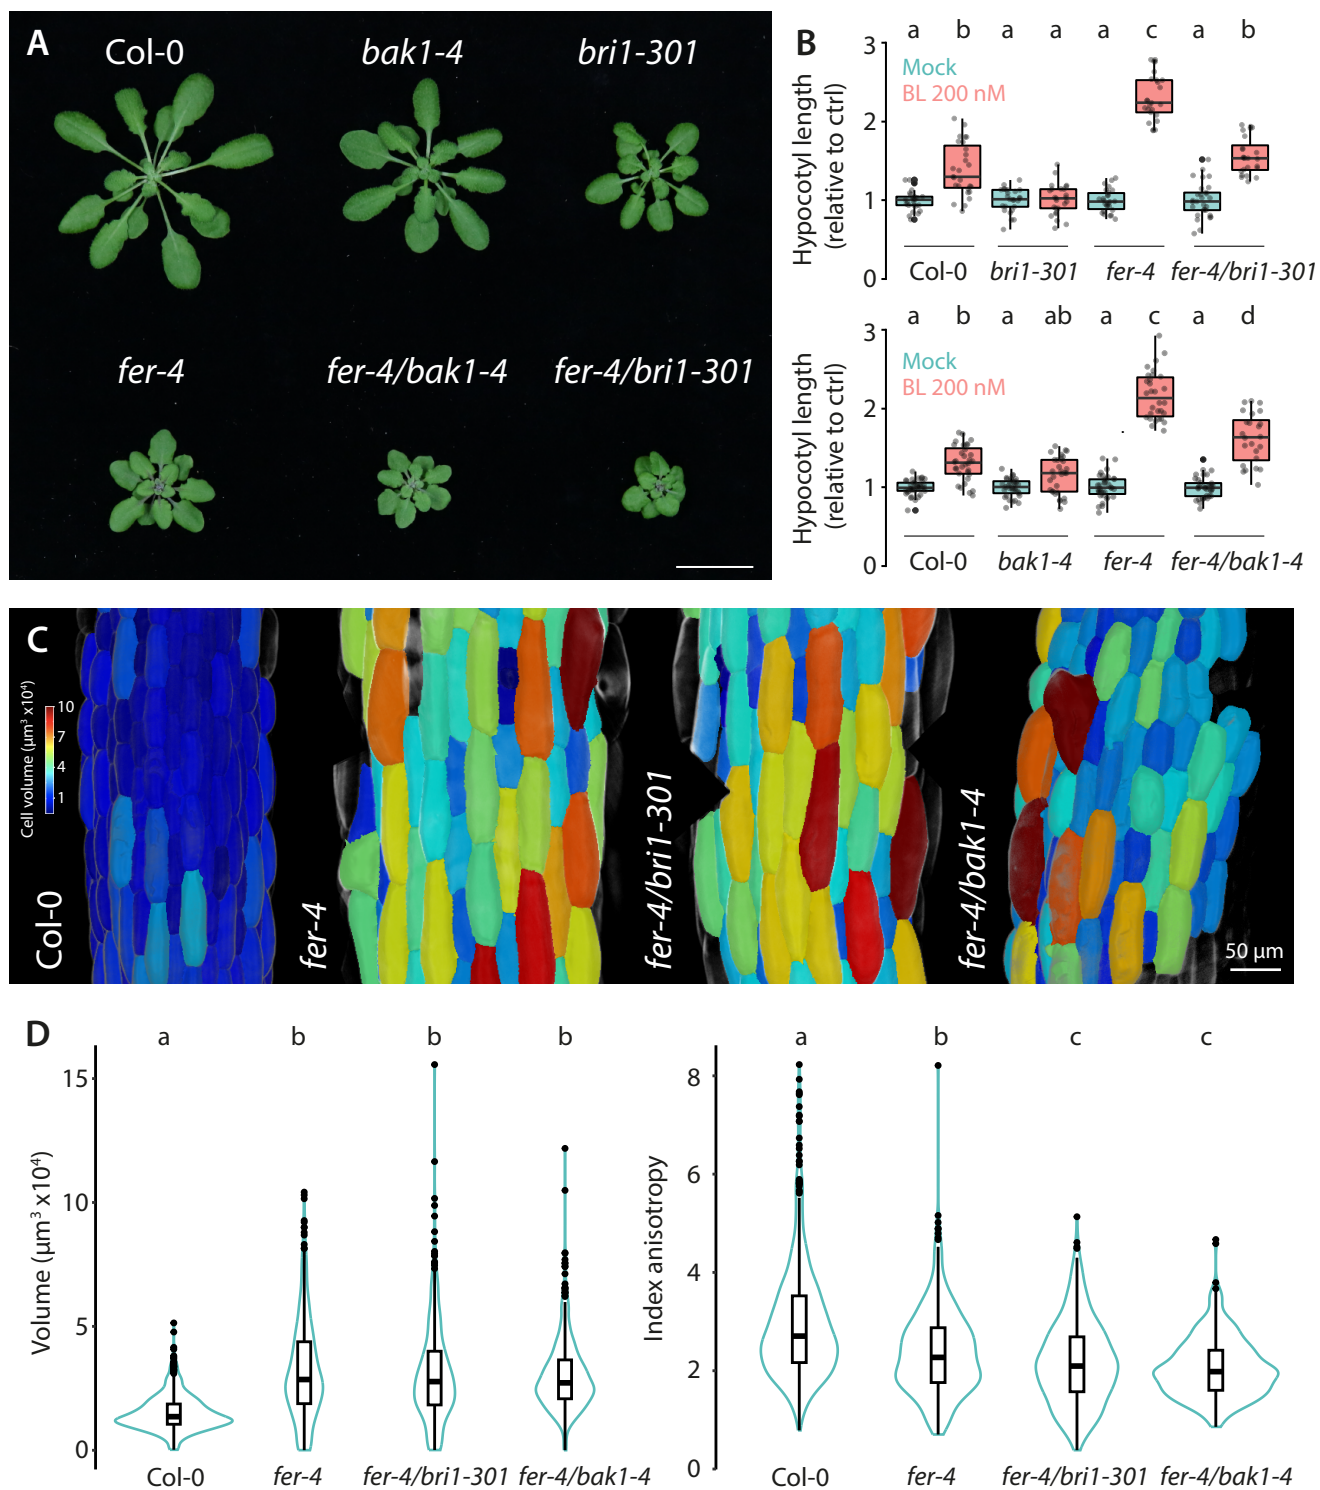 A
Col-0
bak1-4
bri1-301
fer-4
fer-4/bak1-4
fer-4/bri1-301
B
a b a a a c a b
3
2
1
0
Hypocotyl length
(relative to ctrl)
Mock
BL 200 nM
Col-0 bri1-301 fer-4 fer-4/bri1-301
a b a ab a c a d
3
2
1
0
Hypocotyl length
(relative to ctrl)
Mock
BL 200 nM
Col-0 bak1-4 fer-4 fer-4/bak1-4
C
Cell volume (µm³ x10⁴)
10
7
4
1
Col-0
fer-4
fer-4/bri1-301
fer-4/bak1-4
50 µm
D
a b b b
15
10
5
0
Volume (µm³ x10⁴)
Col-0 fer-4 fer-4/bri1-301 fer-4/bak1-4
a b c c
8
6
4
2
0
Index anisotropy
Col-0 fer-4 fer-4/bri1-301 fer-4/bak1-4